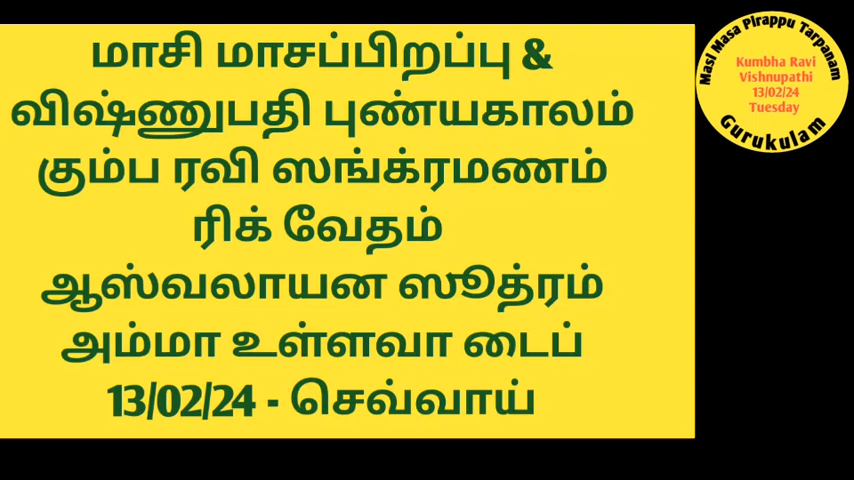 மாசி மாசப்பிறப்பு &
விஷ்ணுபதி புண்யகாலம்
கும்ப ரவி ஸங்க்ரமணம்
ரிக் வேதம்
ஆஸ்வலாயன ஸூத்ரம்
அம்மா உள்ளவா டைப்
13/02/24 - செவ்வாய்
Masi Masa Pirappu Tarpanam
Kumbha Ravi
Vishnupathi
13/02/24
Tuesday
Gurukulam